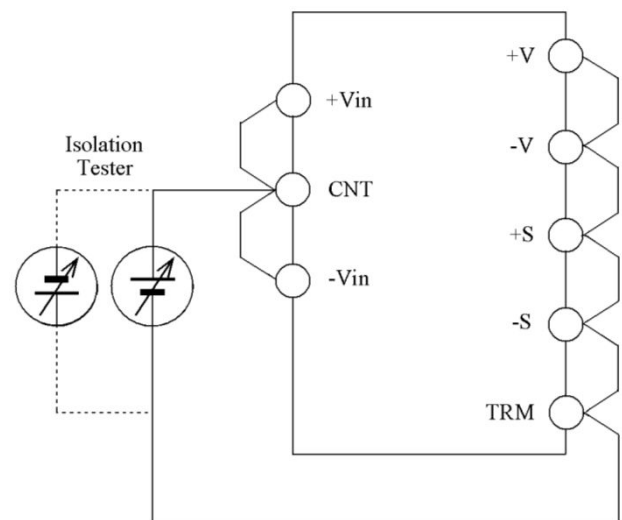 +V
+Vin
-V
Isolation
Tester
CNT
+S
-Vin
-S
TRM